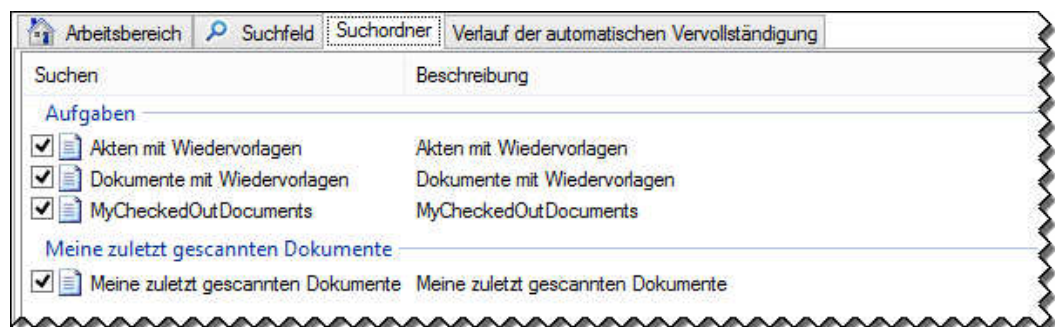 Arbeitsbereich Suchfeld Suchordner Verlauf der automatischen Vervollständigung
Suchen Beschreibung
Aufgaben
Akten mit Wiedervorlagen Akten mit Wiedervorlagen
Dokumente mit Wiedervorlagen Dokumente mit Wiedervorlagen
MyCheckedOutDocuments MyCheckedOutDocuments
Meine zuletzt gescannten Dokumente
Meine zuletzt gescannten Dokumente Meine zuletzt gescannten Dokumente